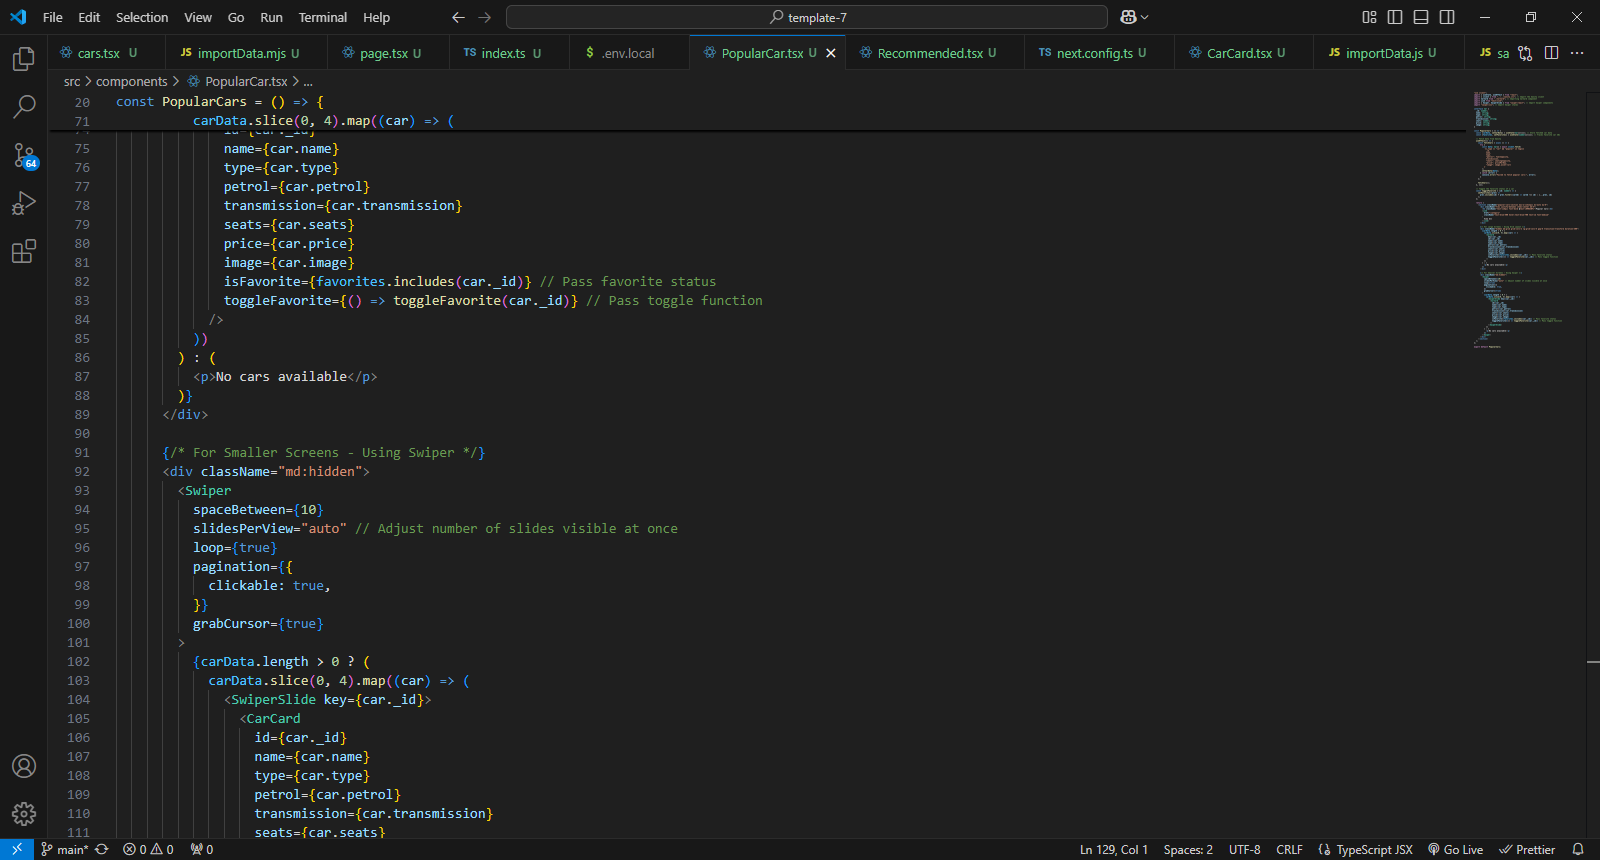 File Edit Selection View Go Run Terminal Help template-7
cars.tsx U JS importData.mjs U page.tsx U TS index.ts U $ .env.local PopularCar.tsx U Recommended.tsx U TS next.config.ts U CarCard.tsx U JS importData.js U JS sa
src > components > PopularCar.tsx > ...
20 const PopularCars = () => {
71 carData.slice(0, 4).map((car) => (
74 id={car._id}
75 name={car.name}
76 type={car.type}
77 petrol={car.petrol}
78 transmission={car.transmission}
79 seats={car.seats}
80 price={car.price}
81 image={car.image}
82 isFavorite={favorites.includes(car._id)} // Pass favorite status
83 toggleFavorite={() => toggleFavorite(car._id)} // Pass toggle function
84 />
85 ))
86 ) : (
87 <p>No cars available</p>
88 )}
89 </div>
90
91 {/* For Smaller Screens - Using Swiper */}
92 <div className="md:hidden">
93 <Swiper
94 spaceBetween={10}
95 slidesPerView="auto" // Adjust number of slides visible at once
96 loop={true}
97 pagination={{
98 clickable: true,
99 }}
100 grabCursor={true}
101 >
102 {carData.length > 0 ? (
103 carData.slice(0, 4).map((car) => (
104 <SwiperSlide key={car._id}>
105 <CarCard
106 id={car._id}
107 name={car.name}
108 type={car.type}
109 petrol={car.petrol}
110 transmission={car.transmission}
111 seats={car.seats}
64
main* 0 0 0 Ln 129, Col 1 Spaces: 2 UTF-8 CRLF {} TypeScript JSX Go Live Prettier